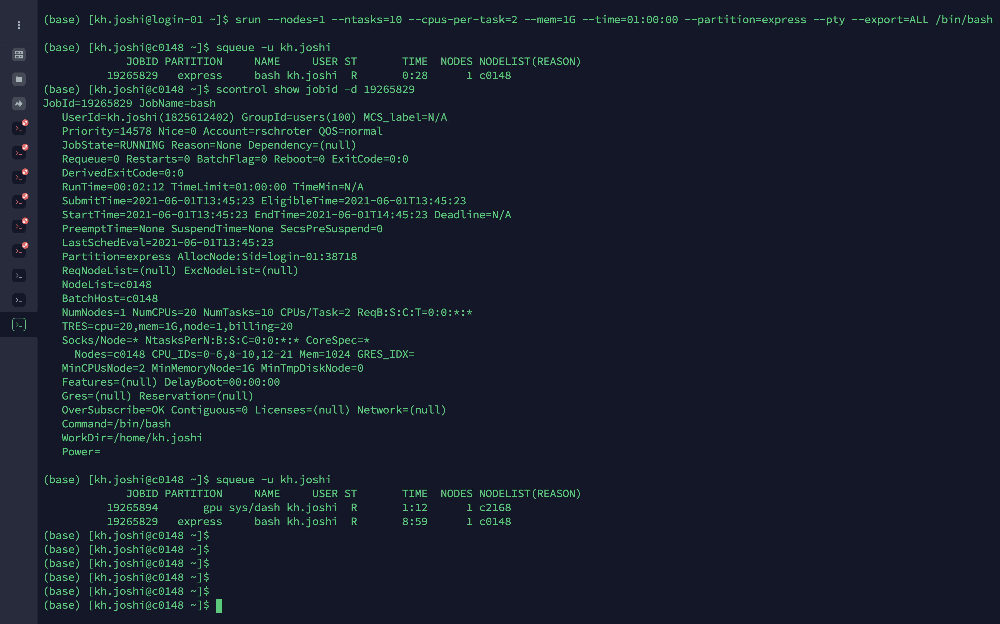 (base) [kh.joshi@login-01 ~]$ srun --nodes=1 --ntasks=10 --cpus-per-task=2 --mem=1G --time=01:00:00 --partition=express --pty --export=ALL /bin/bash
(base) [kh.joshi@c0148 ~]$ squeue -u kh.joshi
JOBID PARTITION NAME USER ST TIME NODES NODELIST(REASON)
19265829 express bash kh.joshi R 0:28 1 c0148
(base) [kh.joshi@c0148 ~]$ scontrol show jobid -d 19265829
JobId=19265829 JobName=bash
UserId=kh.joshi(1825612402) GroupId=users(100) MCS_label=N/A
Priority=14578 Nice=0 Account=rschroter QOS=normal
JobState=RUNNING Reason=None Dependency=(null)
Requeue=0 Restarts=0 BatchFlag=0 Reboot=0 ExitCode=0:0
DerivedExitCode=0:0
RunTime=00:02:12 TimeLimit=01:00:00 TimeMin=N/A
SubmitTime=2021-06-01T13:45:23 EligibleTime=2021-06-01T13:45:23
StartTime=2021-06-01T13:45:23 EndTime=2021-06-01T14:45:23 Deadline=N/A
PreemptTime=None SuspendTime=None SecsPreSuspend=0
LastSchedEval=2021-06-01T13:45:23
Partition=express AllocNode:Sid=login-01:38718
ReqNodeList=(null) ExcNodeList=(null)
NodeList=c0148
BatchHost=c0148
NumNodes=1 NumCPUs=20 NumTasks=10 CPUs/Task=2 ReqB:S:C:T=0:0:*:*
TRES=cpu=20,mem=1G,node=1,billing=20
Socks/Node=* NtasksPerN:B:S:C=0:0:*:* CoreSpec=*
Nodes=c0148 CPU_IDs=0-6,8-10,12-21 Mem=1024 GRES_IDX=
MinCPUsNode=2 MinMemoryNode=1G MinTmpDiskNode=0
Features=(null) DelayBoot=00:00:00
Gres=(null) Reservation=(null)
OverSubscribe=OK Contiguous=0 Licenses=(null) Network=(null)
Command=/bin/bash
WorkDir=/home/kh.joshi
Power=
(base) [kh.joshi@c0148 ~]$ squeue -u kh.joshi
JOBID PARTITION NAME USER ST TIME NODES NODELIST(REASON)
19265894 gpu sys/dash kh.joshi R 1:12 1 c2168
19265829 express bash kh.joshi R 8:59 1 c0148
(base) [kh.joshi@c0148 ~]$
(base) [kh.joshi@c0148 ~]$
(base) [kh.joshi@c0148 ~]$
(base) [kh.joshi@c0148 ~]$
(base) [kh.joshi@c0148 ~]$
(base) [kh.joshi@c0148 ~]$